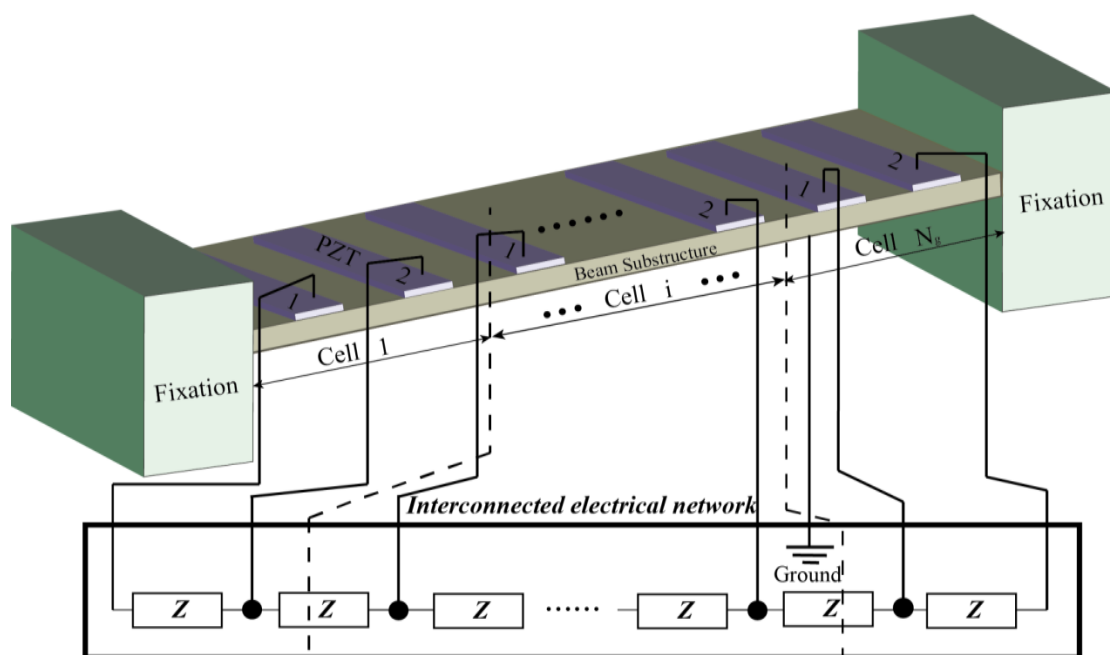 2
1
Fixation
2
PZT
1
2
Beam Substructure
Cell N_g
1
Cell i
Cell 1
Fixation
Interconnected electrical network
Ground
Z Z Z ...... Z Z Z